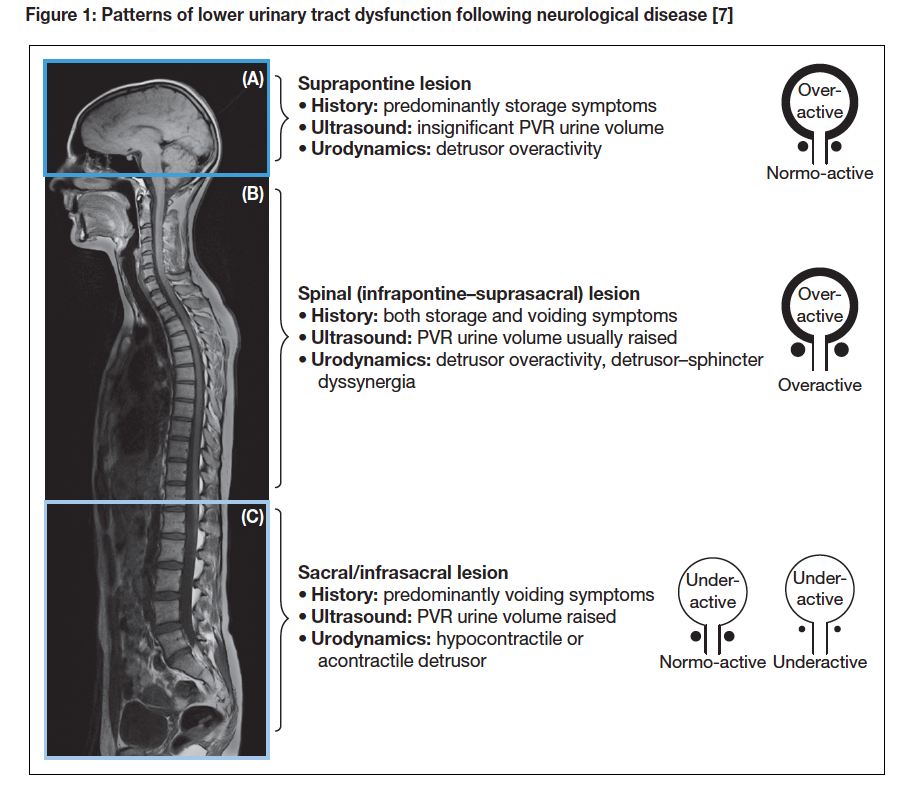 Figure 1: Patterns of lower urinary tract dysfunction following neurological disease [7]
(A)
Suprapontine lesion
• History: predominantly storage symptoms
• Ultrasound: insignificant PVR urine volume
• Urodynamics: detrusor overactivity
Over-
active
Normo-active
(B)
Spinal (infrapontine–suprasacral) lesion
• History: both storage and voiding symptoms
• Ultrasound: PVR urine volume usually raised
• Urodynamics: detrusor overactivity, detrusor–sphincter
dyssynergia
Over-
active
Overactive
(C)
Sacral/infrasacral lesion
• History: predominantly voiding symptoms
• Ultrasound: PVR urine volume raised
• Urodynamics: hypocontractile or
acontractile detrusor
Under-
active
Normo-active
Under-
active
Underactive